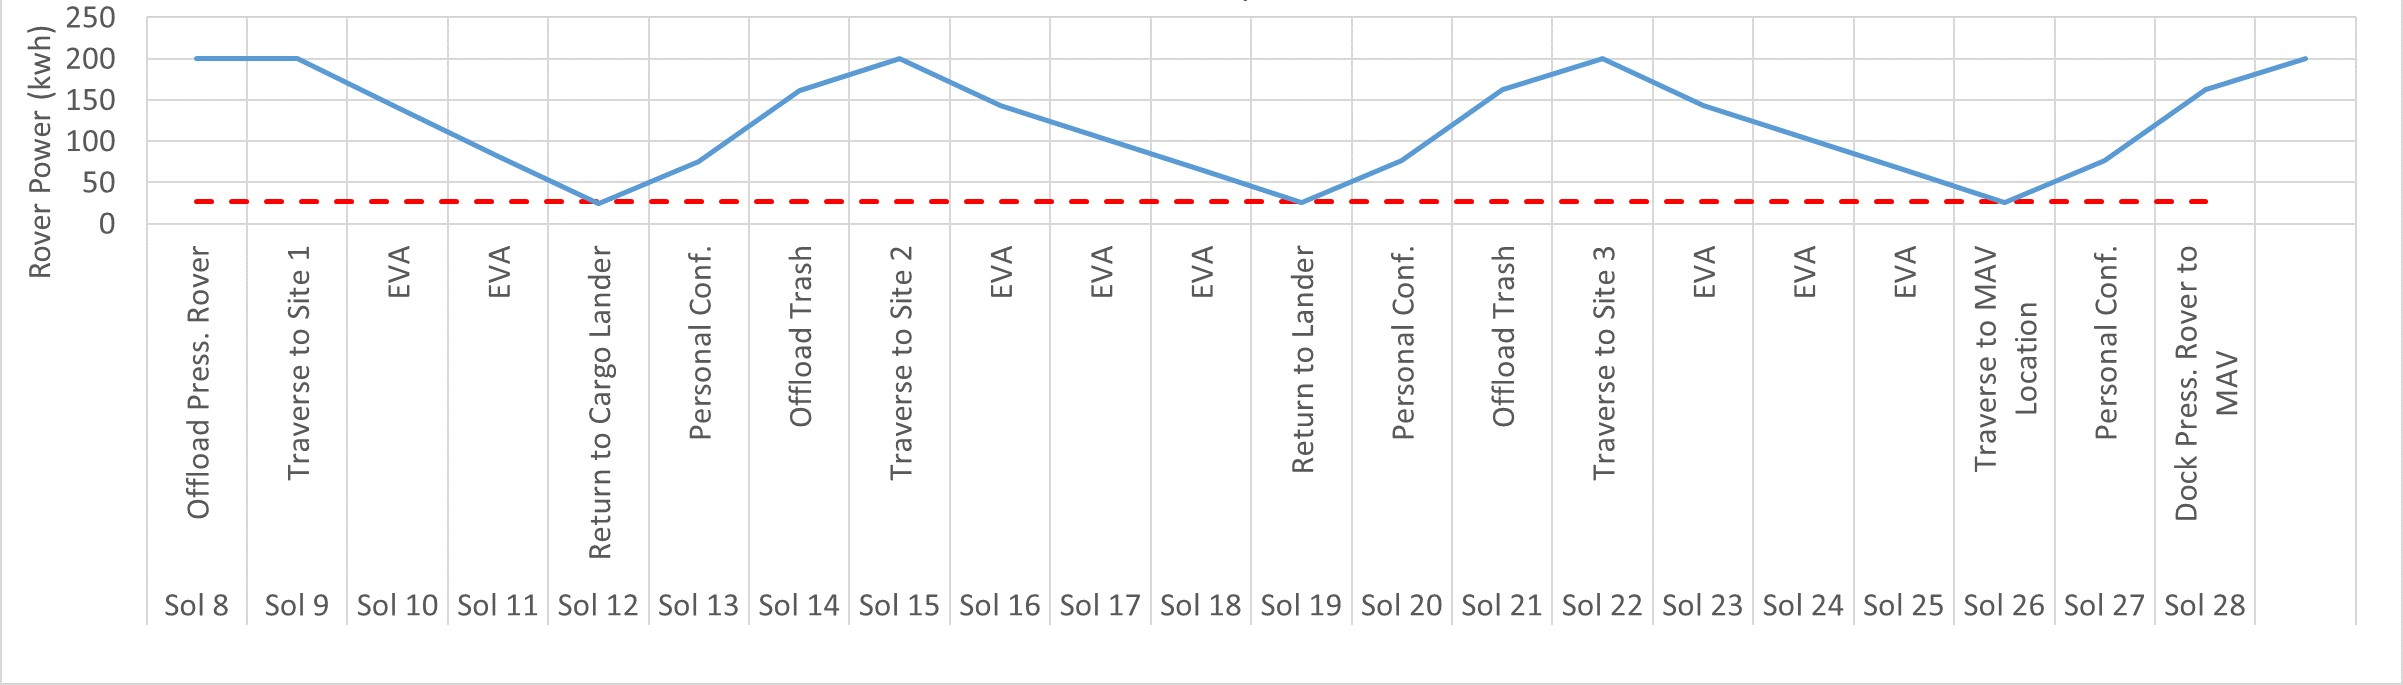 Rover Power (kwh)
250
200
150
100
50
0
Offload Press. Rover
Traverse to Site 1
EVA
EVA
Return to Cargo Lander
Personal Conf.
Offload Trash
Traverse to Site 2
EVA
EVA
EVA
Return to Lander
Personal Conf.
Offload Trash
Traverse to Site 3
EVA
EVA
EVA
Traverse to MAV
Location
Personal Conf.
Dock Press. Rover to
MAV
Sol 8
Sol 9
Sol 10
Sol 11
Sol 12
Sol 13
Sol 14
Sol 15
Sol 16
Sol 17
Sol 18
Sol 19
Sol 20
Sol 21
Sol 22
Sol 23
Sol 24
Sol 25
Sol 26
Sol 27
Sol 28